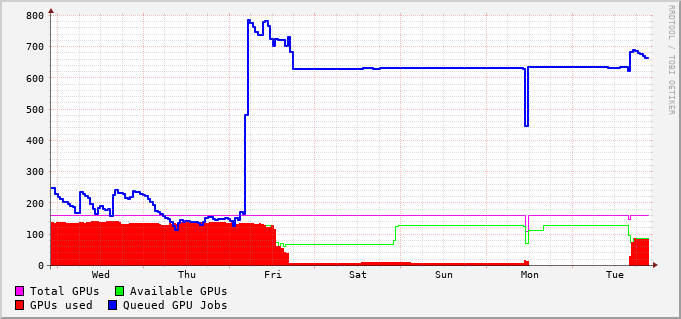 800
700
600
500
400
300
200
100
0
Wed Thu Fri Sat Sun Mon Tue
Total GPUs Available GPUs
GPUs used Queued GPU Jobs
RRDTOOL / TOBI OETIKER